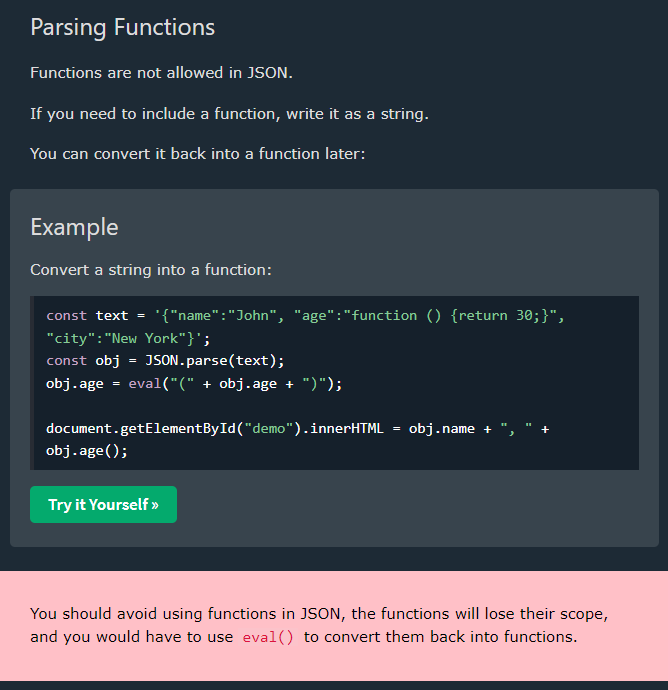 Parsing Functions
Functions are not allowed in JSON.
If you need to include a function, write it as a string.
You can convert it back into a function later:
Example
Convert a string into a function:
const text = '{"name":"John", "age":"function () {return 30;}",
"city":"New York"}';
const obj = JSON.parse(text);
obj.age = eval("(" + obj.age + ")");
document.getElementById("demo").innerHTML = obj.name + ", " +
obj.age();
Try it Yourself »
You should avoid using functions in JSON, the functions will lose their scope,
and you would have to use eval() to convert them back into functions.